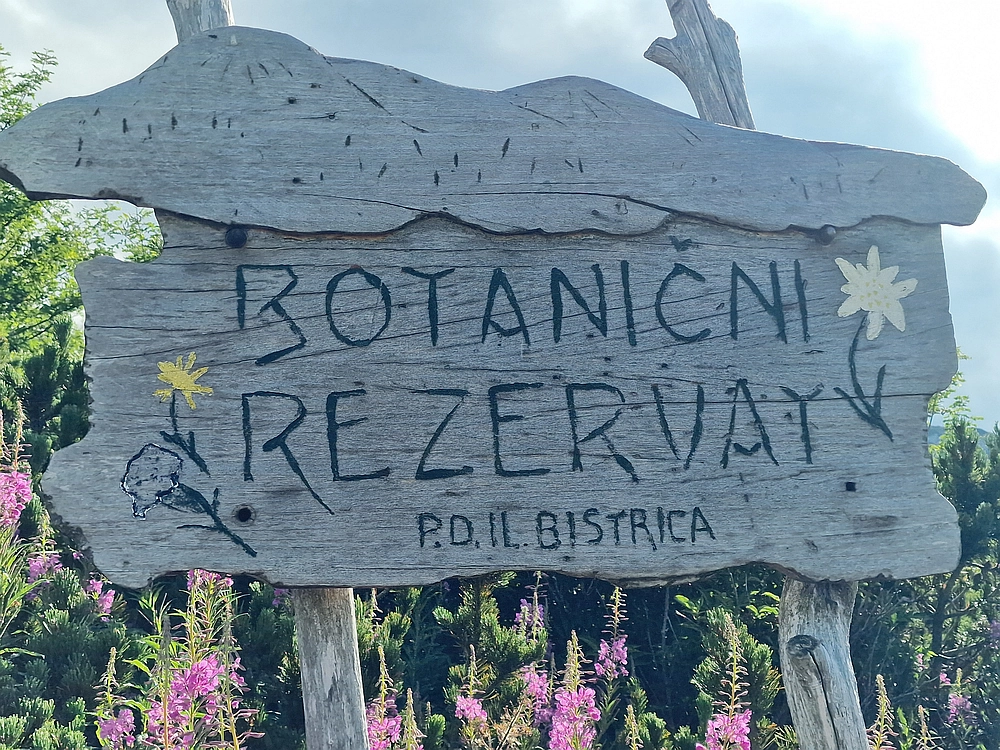 BOTANIČNI
REZERVAT
P.D. IL. BISTRICA